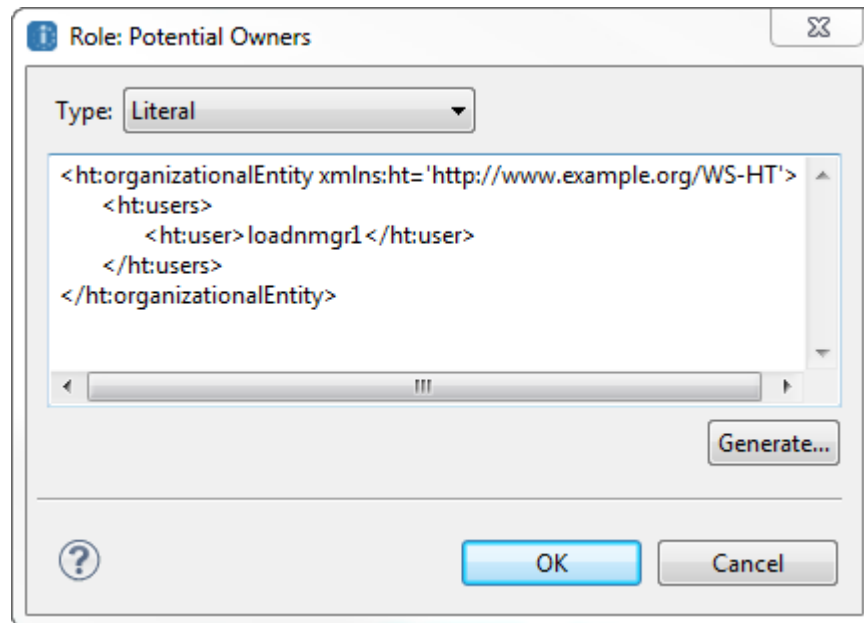 Role: Potential Owners
Type: Literal
<ht:organizationalEntity xmlns:ht='http://www.example.org/WS-HT'>
<ht:users>
<ht:user>loadnmgr1</ht:user>
</ht:users>
</ht:organizationalEntity>
Generate...
OK Cancel